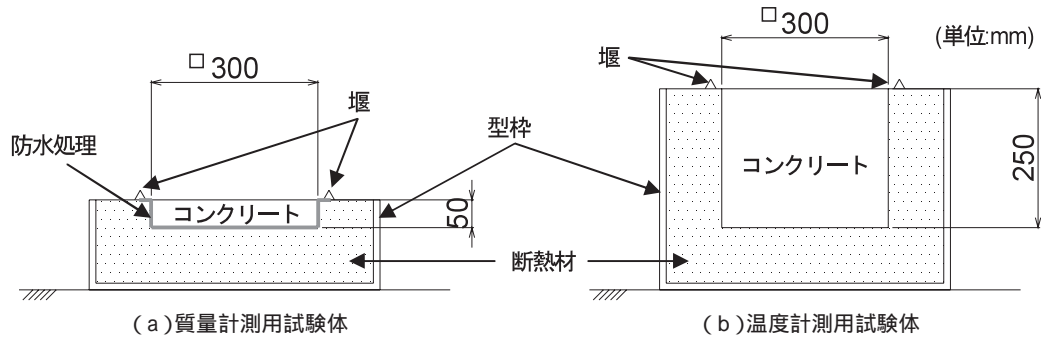 □300
堰
防水処理
コンクリート
50
(a)質量計測用試験体
型枠
断熱材
□300
(単位:mm)
堰
コンクリート
250
(b)温度計測用試験体